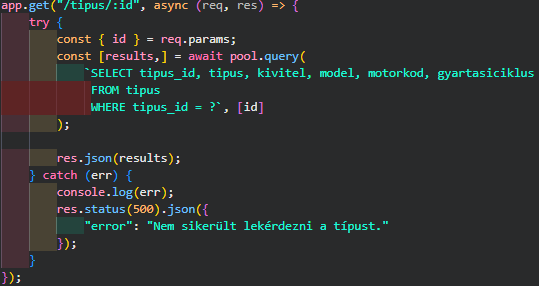 app.get("/tipus/:id", async (req, res) => {
    try {
        const { id } = req.params;
        const [results,] = await pool.query(
            `SELECT tipus_id, tipus, kivitel, model, motorkod, gyartasiciklus
             FROM tipus
             WHERE tipus_id = ?`, [id]
        );

        res.json(results);
    } catch (err) {
        console.log(err);
        res.status(500).json({
            "error": "Nem sikerült lekérdezni a típust."
        });
    }
});